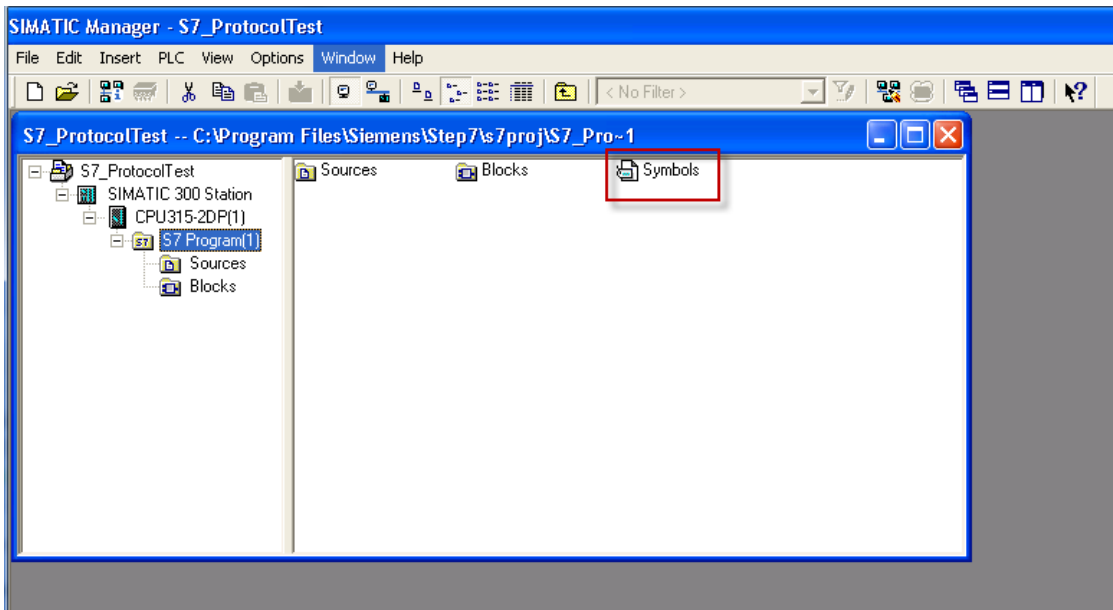 SIMATIC Manager - S7_ProtocolTest
File Edit Insert PLC View Options Window Help
< No Filter >
S7_ProtocolTest -- C:\Program Files\Siemens\Step7\s7proj\S7_Pro~1
S7_ProtocolTest
SIMATIC 300 Station
CPU315-2DP(1)
S7 Program(1)
Sources
Blocks
Sources Blocks Symbols